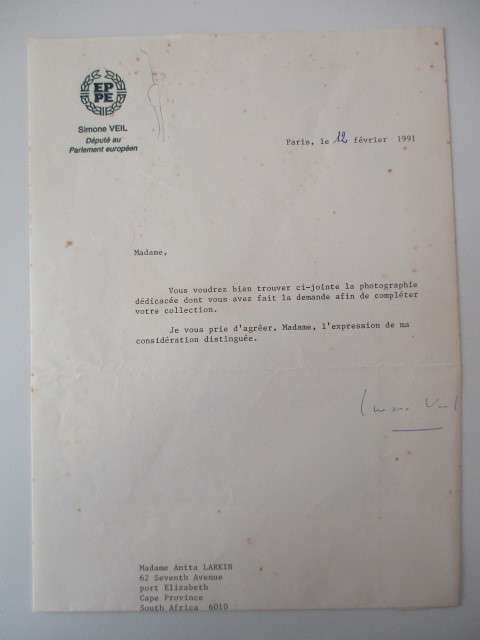 EP
PE
Simone VEIL
Député au
Parlement européen
Paris, le 12 février 1991
Madame,
Vous voudrez bien trouver ci-jointe la photographie
dédicacée dont vous avez fait la demande afin de compléter
votre collection.
Je vous prie d'agréer, Madame, l'expression de ma
considération distinguée.
Madame Anita LARKIN
62 Seventh Avenue
port Elizabeth
Cape Province
South Africa 6010